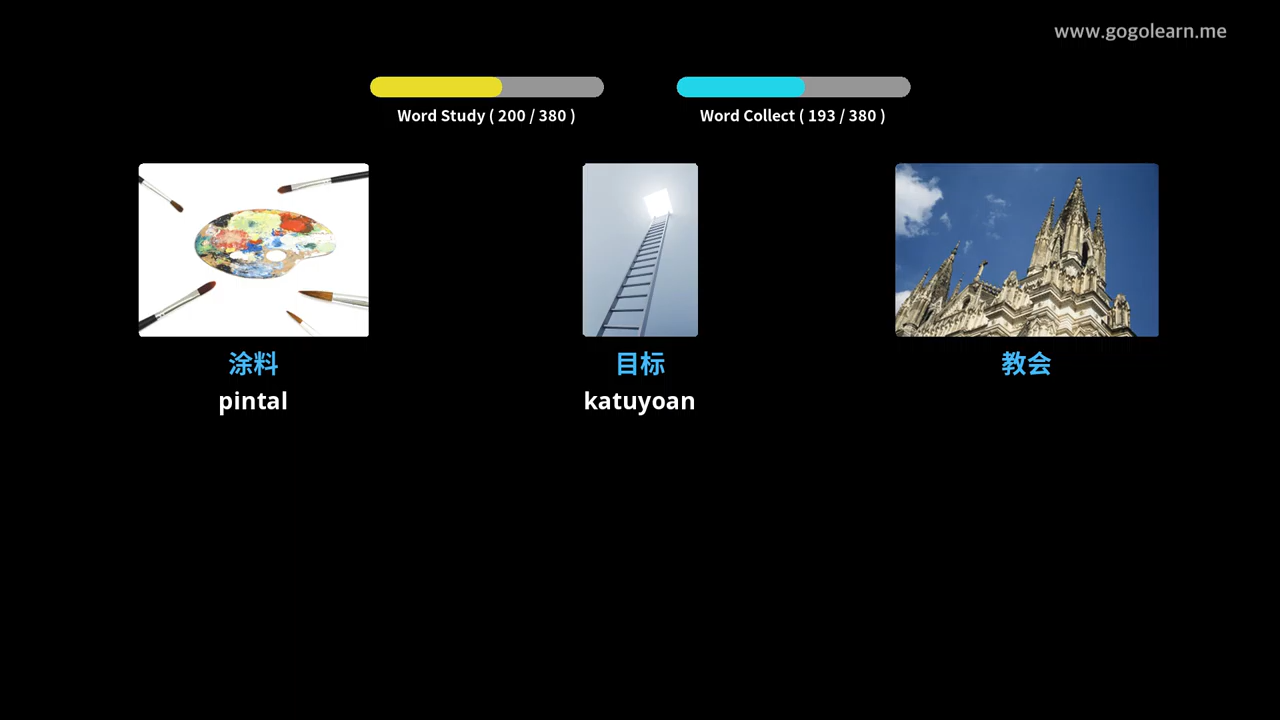 www.gogolearn.me
Word Study ( 200 / 380 )
Word Collect ( 193 / 380 )
涂料
目标
教会
pintal
katuyoan